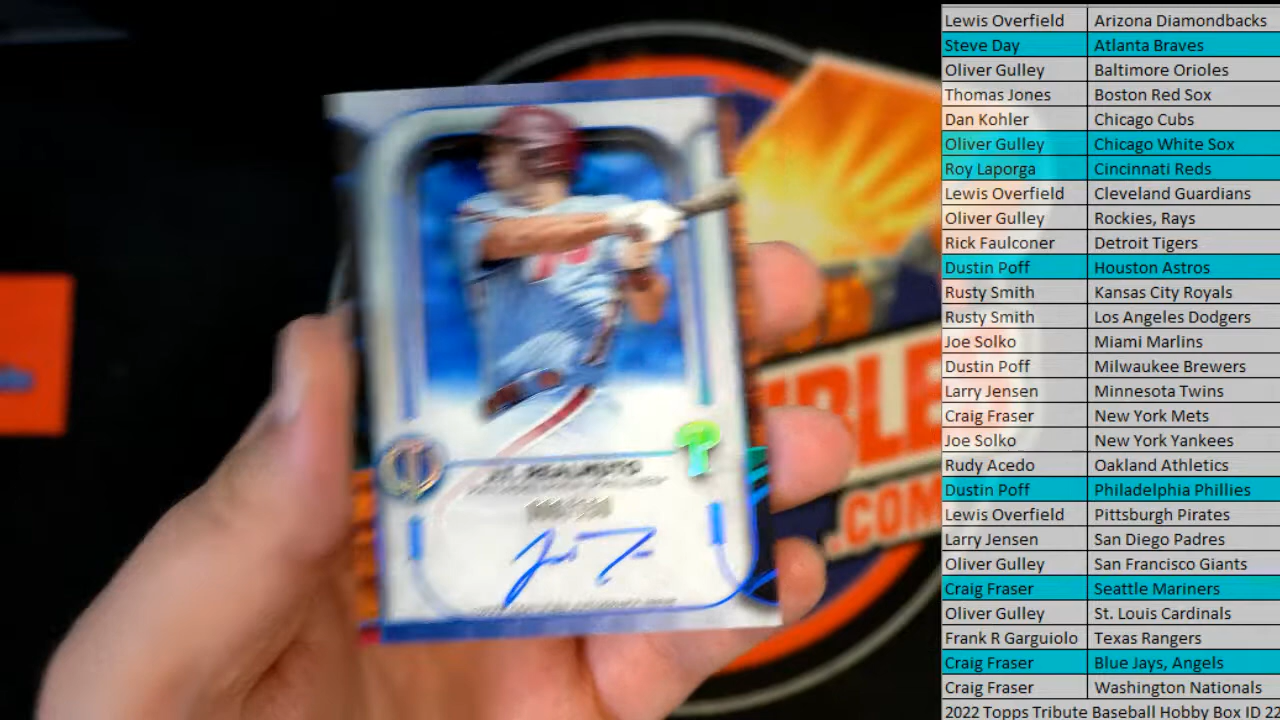 J.T. REALMUTO
BLE
.COM
Lewis Overfield Arizona Diamondbacks
Steve Day Atlanta Braves
Oliver Gulley Baltimore Orioles
Thomas Jones Boston Red Sox
Dan Kohler Chicago Cubs
Oliver Gulley Chicago White Sox
Roy Laporga Cincinnati Reds
Lewis Overfield Cleveland Guardians
Oliver Gulley Rockies, Rays
Rick Faulconer Detroit Tigers
Dustin Poff Houston Astros
Rusty Smith Kansas City Royals
Rusty Smith Los Angeles Dodgers
Joe Solko Miami Marlins
Dustin Poff Milwaukee Brewers
Larry Jensen Minnesota Twins
Craig Fraser New York Mets
Joe Solko New York Yankees
Rudy Acedo Oakland Athletics
Dustin Poff Philadelphia Phillies
Lewis Overfield Pittsburgh Pirates
Larry Jensen San Diego Padres
Oliver Gulley San Francisco Giants
Craig Fraser Seattle Mariners
Oliver Gulley St. Louis Cardinals
Frank R Garguiolo Texas Rangers
Craig Fraser Blue Jays, Angels
Craig Fraser Washington Nationals
2022 Topps Tribute Baseball Hobby Box ID 22